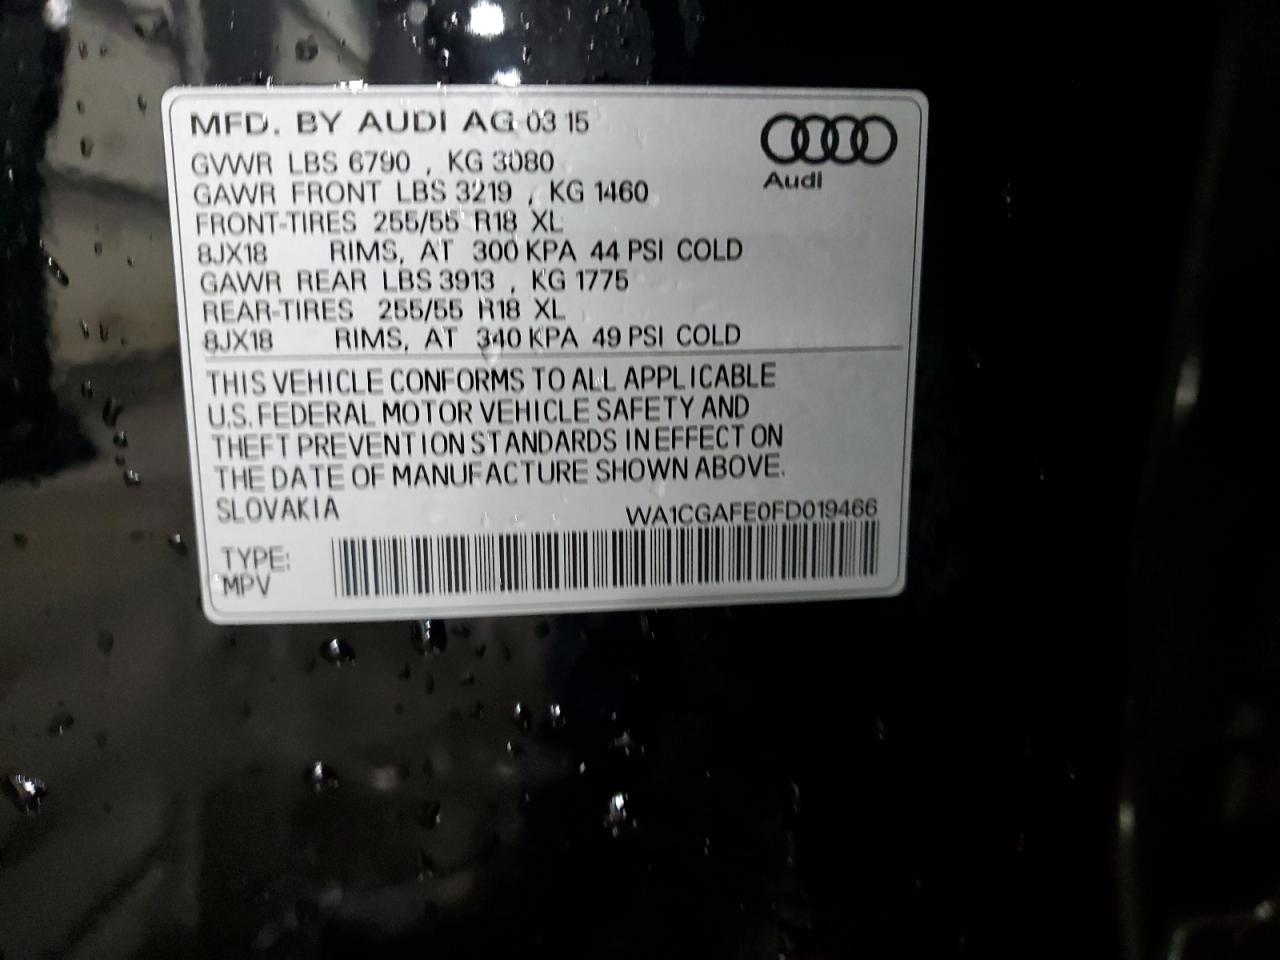 MFD. BY AUDI AG 03 15
GVWR LBS 6790 , KG 3080
GAWR FRONT LBS 3219 , KG 1460
FRONT-TIRES 255/55 R18 XL
8JX18 RIMS, AT 300 KPA 44 PSI COLD
GAWR REAR LBS 3913 , KG 1775
REAR-TIRES 255/55 R18 XL
8JX18 RIMS, AT 340 KPA 49 PSI COLD
Audi
THIS VEHICLE CONFORMS TO ALL APPLICABLE
U.S. FEDERAL MOTOR VEHICLE SAFETY AND
THEFT PREVENTION STANDARDS IN EFFECT ON
THE DATE OF MANUFACTURE SHOWN ABOVE.
SLOVAKIA WA1CGAFE0FD019466
TYPE:
MPV